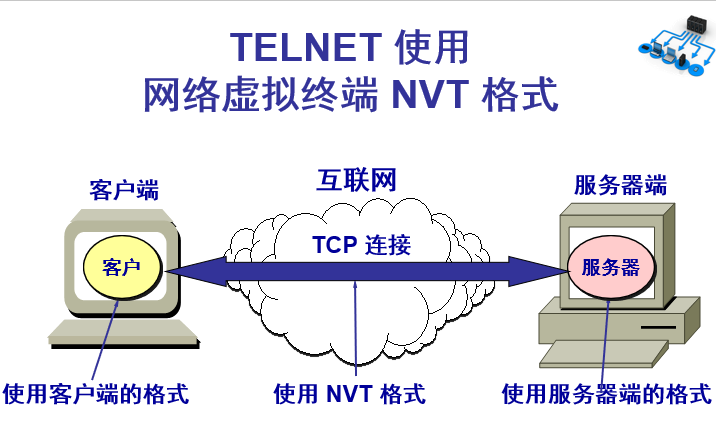 TELNET 使用
网络虚拟终端 NVT 格式
客户端
互联网
服务器端
TCP 连接
客户
服务器
使用客户端的格式
使用 NVT 格式
使用服务器端的格式